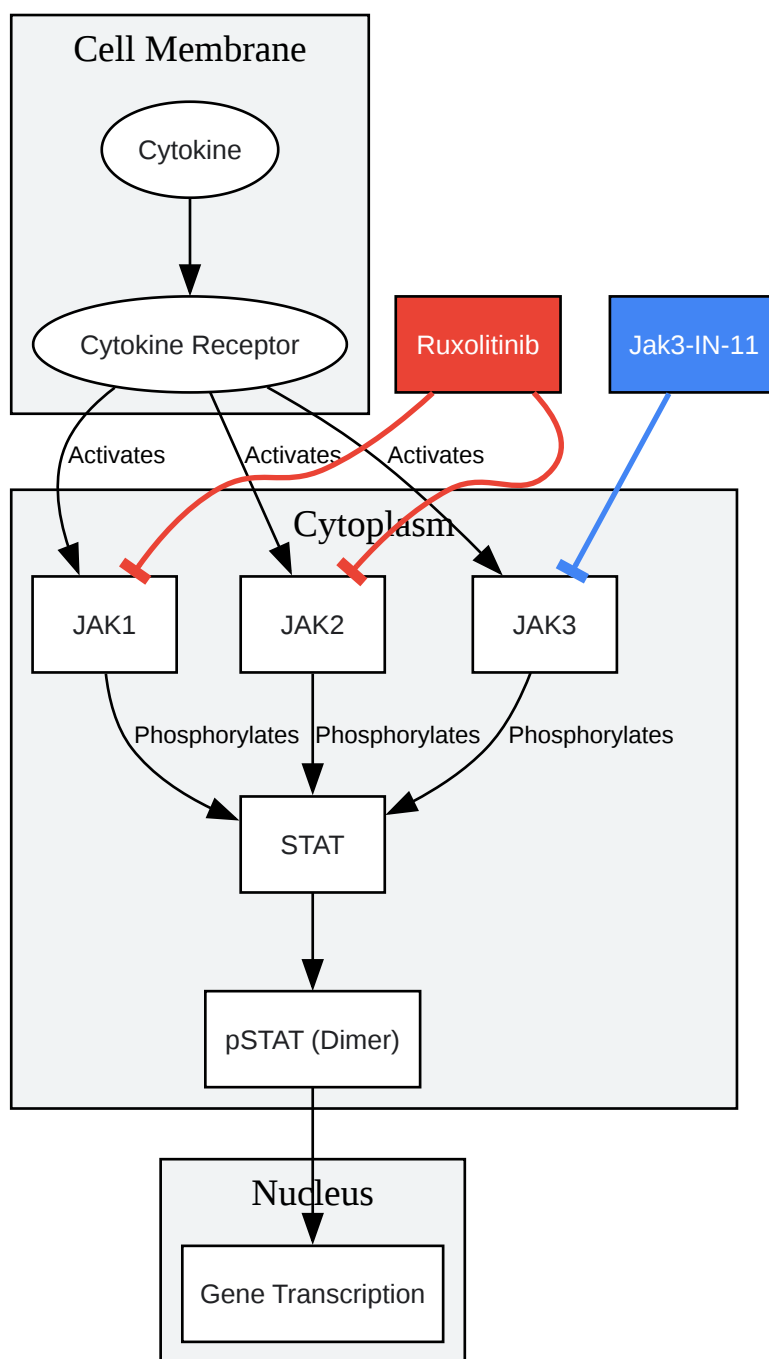 Cell Membrane
Cytokine
Cytokine Receptor
Ruxolitinib
Jak3-IN-11
Activates
Activates
Activates
Cytoplasm
JAK1
JAK2
JAK3
Phosphorylates
Phosphorylates
Phosphorylates
STAT
pSTAT (Dimer)
Nucleus
Gene Transcription